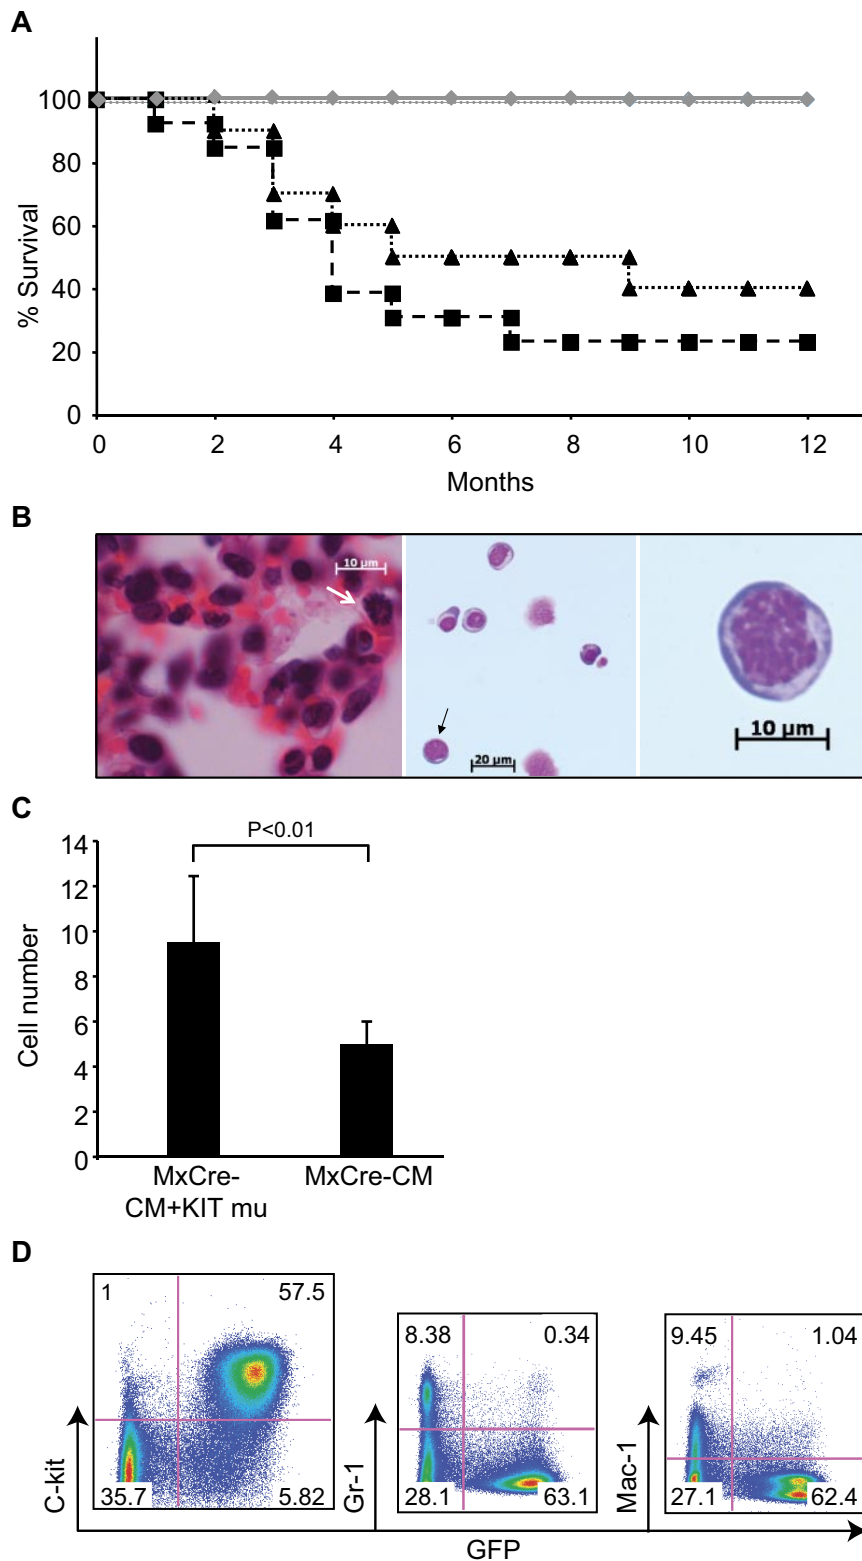 A
100
80
60
40
20
0
% Survival
0 2 4 6 8 10 12
Months
B
10 µm
20 µm
10 µm
C
P<0.01
14
12
10
8
6
4
2
0
Cell number
MxCre-
CM+KIT mu
MxCre-CM
D
1 57.5
35.7 5.82
C-kit
8.38 0.34
28.1 63.1
Gr-1
9.45 1.04
27.1 62.4
Mac-1
GFP